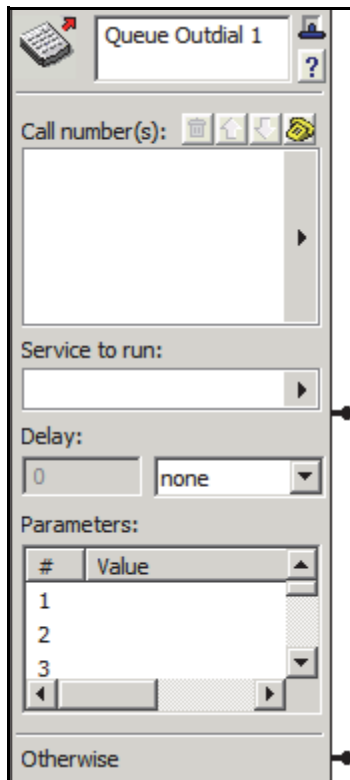 Queue Outdial 1
?
Call number(s):
Service to run:
Delay:
0 none
Parameters:
# Value
1
2
3
Otherwise